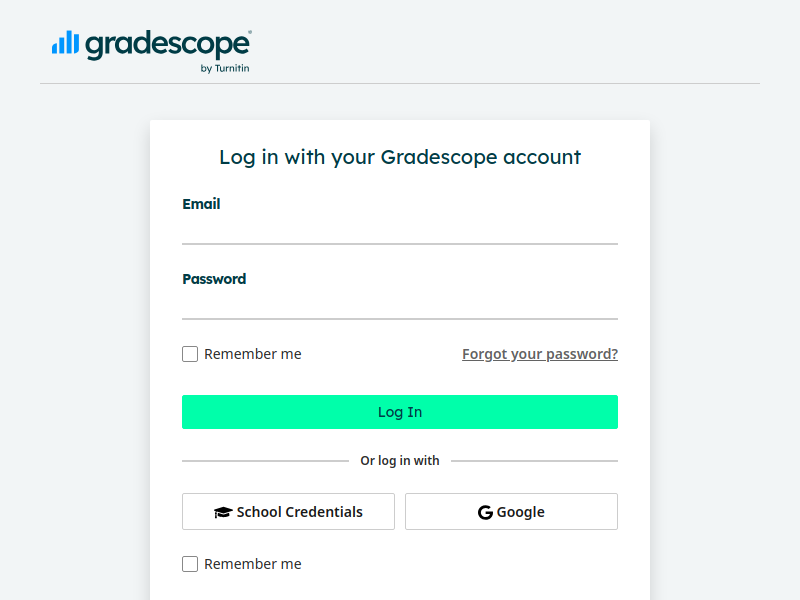 gradescope®
by Turnitin
Log in with your Gradescope account
Email
Password
Remember me
Forgot your password?
Log In
Or log in with
School Credentials
Google
Remember me